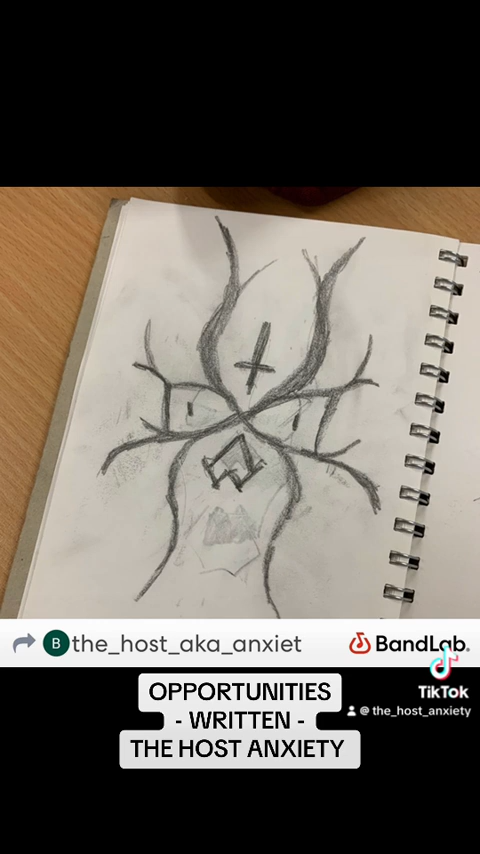 B the_host_aka_anxiet
BandLab.
TikTok
@ the_host_anxiety
OPPORTUNITIES
- WRITTEN -
THE HOST ANXIETY